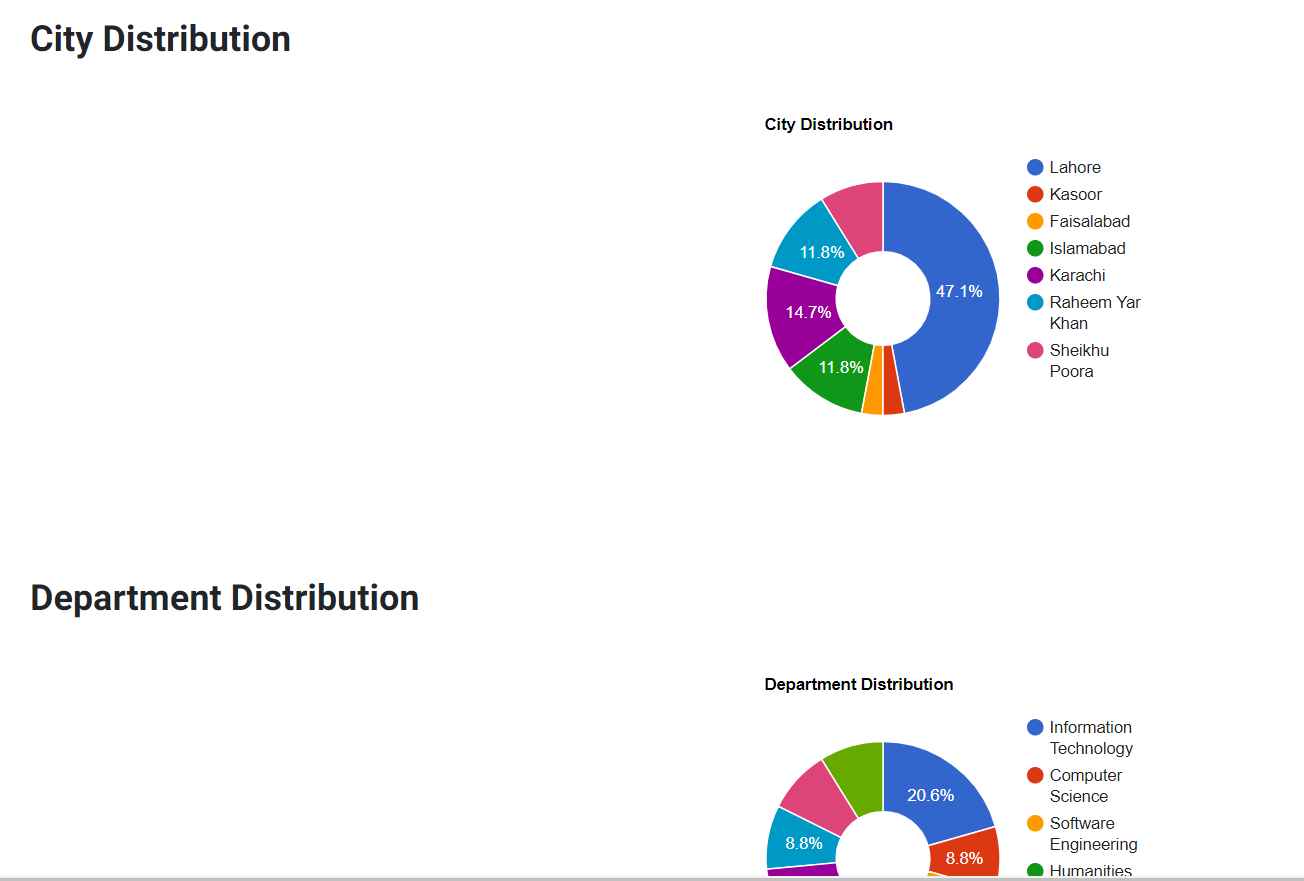 City Distribution
City Distribution
Lahore
Kasoor
Faisalabad
Islamabad
Karachi
Raheem Yar
Khan
Sheikhu
Poora
11.8%
47.1%
14.7%
11.8%
Department Distribution
Department Distribution
Information
Technology
Computer
Science
Software
Engineering
Humanities
20.6%
8.8%
8.8%